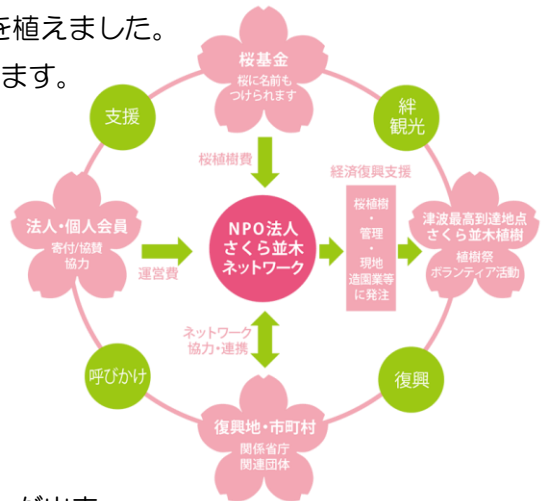 を植えました。
ます。
桜基金
桜に名前も
つけられます
支援
絆
観光
桜植樹費
経済復興支援
法人・個人会員
寄付/協賛
協力
運営費
NPO法人
さくら並木
ネットワーク
桜植樹
・
管理
・
現地
造園業等
に発注
津波最高到達地点
さくら並木植樹
植樹祭
ボランティア活動
ネットワーク
協力・連携
呼びかけ
復興
復興地・市町村
関係省庁
関連団体